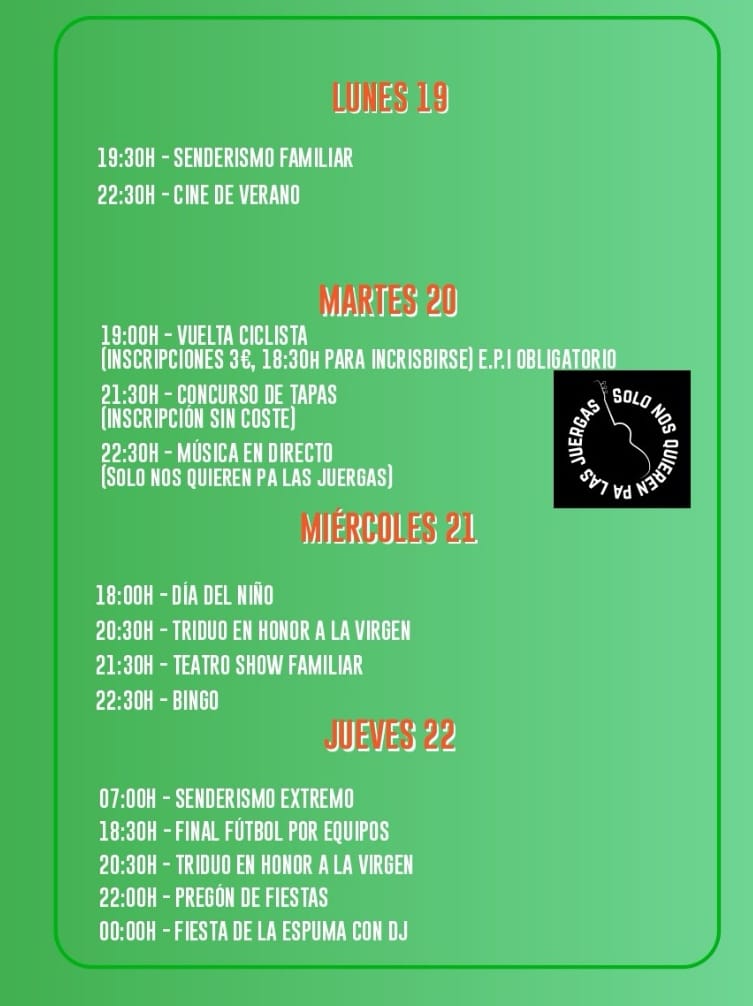 LUNES 19
19:30H - SENDERISMO FAMILIAR
22:30H - CINE DE VERANO
MARTES 20
19:00H - VUELTA CICLISTA
(INSCRIPCIONES 3€, 18:30H PARA INCRISBIRSE) E.P.I OBLIGATORIO
21:30H - CONCURSO DE TAPAS
(INSCRIPCIÓN SIN COSTE)
22:30H - MÚSICA EN DIRECTO
(SOLO NOS QUIEREN PA LAS JUERGAS)
SOLO NOS QUIEREN PA LAS JUERGAS
MIÉRCOLES 21
18:00H - DÍA DEL NIÑO
20:30H - TRIDUO EN HONOR A LA VIRGEN
21:30H - TEATRO SHOW FAMILIAR
22:30H - BINGO
JUEVES 22
07:00H - SENDERISMO EXTREMO
18:30H - FINAL FÚTBOL POR EQUIPOS
20:30H - TRIDUO EN HONOR A LA VIRGEN
22:00H - PREGÓN DE FIESTAS
00:00H - FIESTA DE LA ESPUMA CON DJ